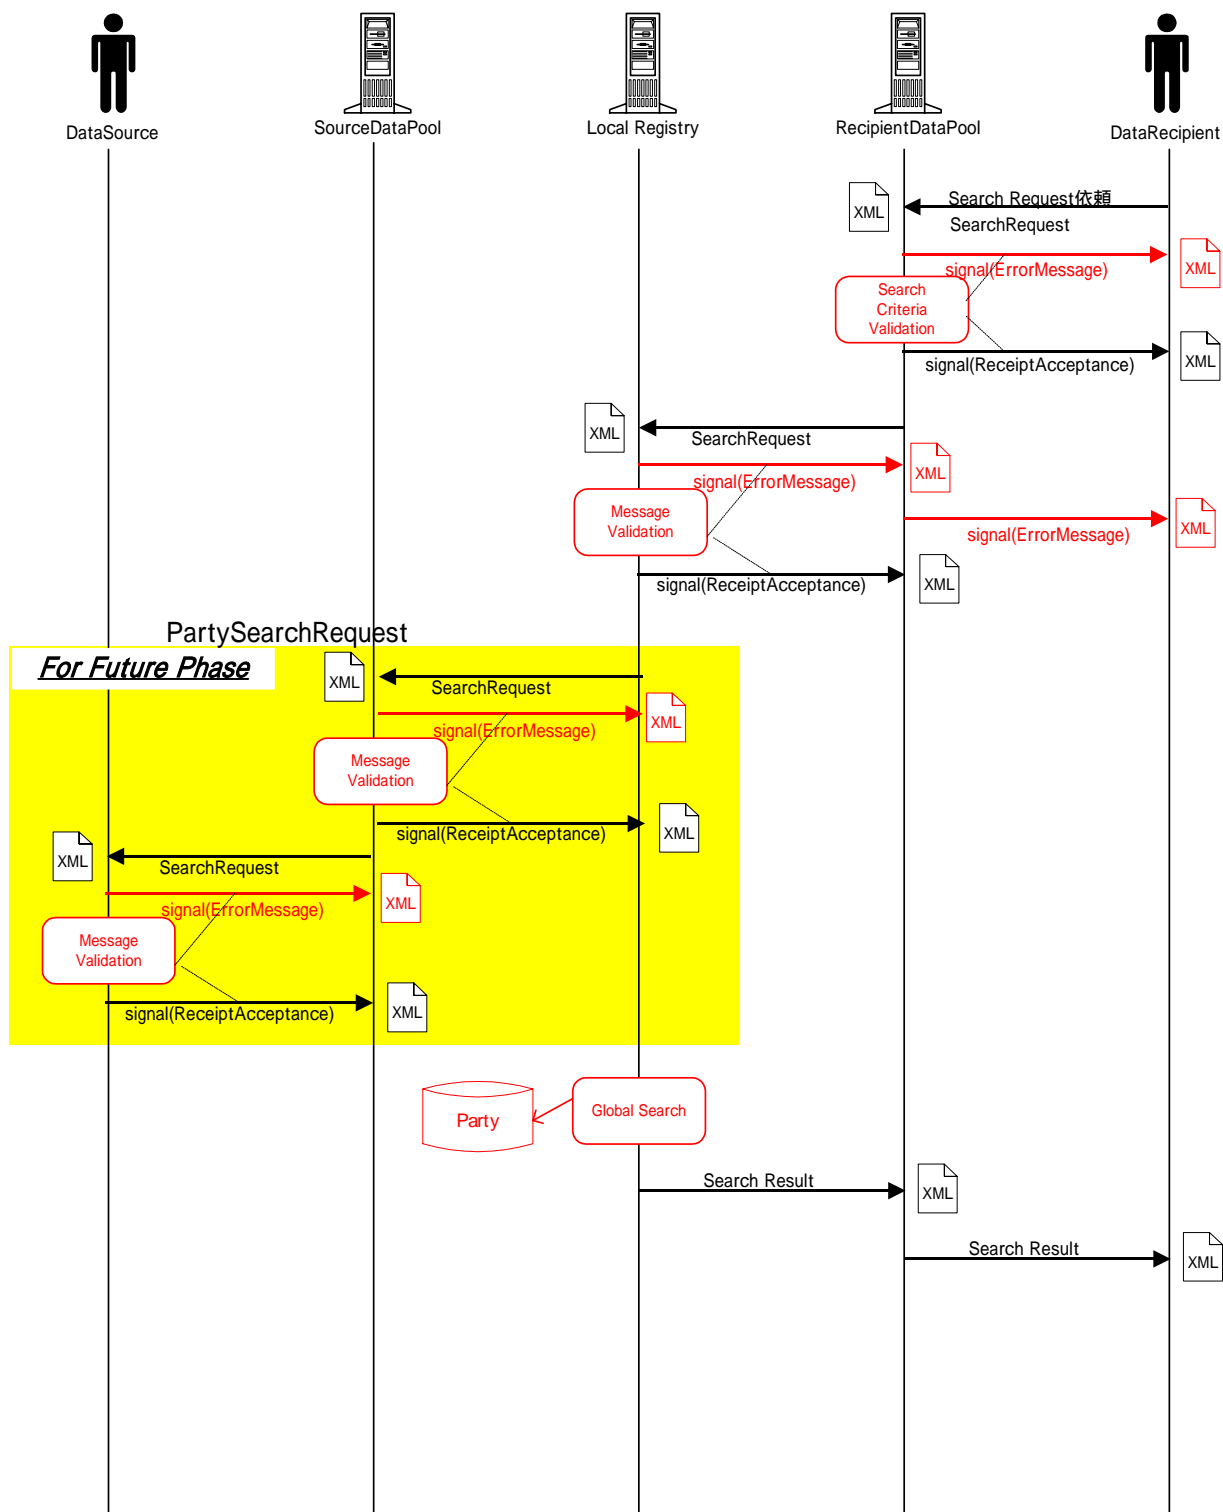 DataSource
SourceDataPool
Local Registry
RecipientDataPool
DataRecipient
Search Request依頼
XML
SearchRequest
signal(ErrorMessage)
XML
Search
Criteria
Validation
signal(ReceiptAcceptance)
XML
XML
SearchRequest
signal(ErrorMessage)
XML
Message
Validation
signal(ErrorMessage)
XML
signal(ReceiptAcceptance)
XML
PartySearchRequest
For Future Phase
XML
SearchRequest
signal(ErrorMessage)
XML
Message
Validation
signal(ReceiptAcceptance)
XML
XML
SearchRequest
signal(ErrorMessage)
XML
Message
Validation
signal(ReceiptAcceptance)
XML
Party
Global Search
Search Result
XML
Search Result
XML